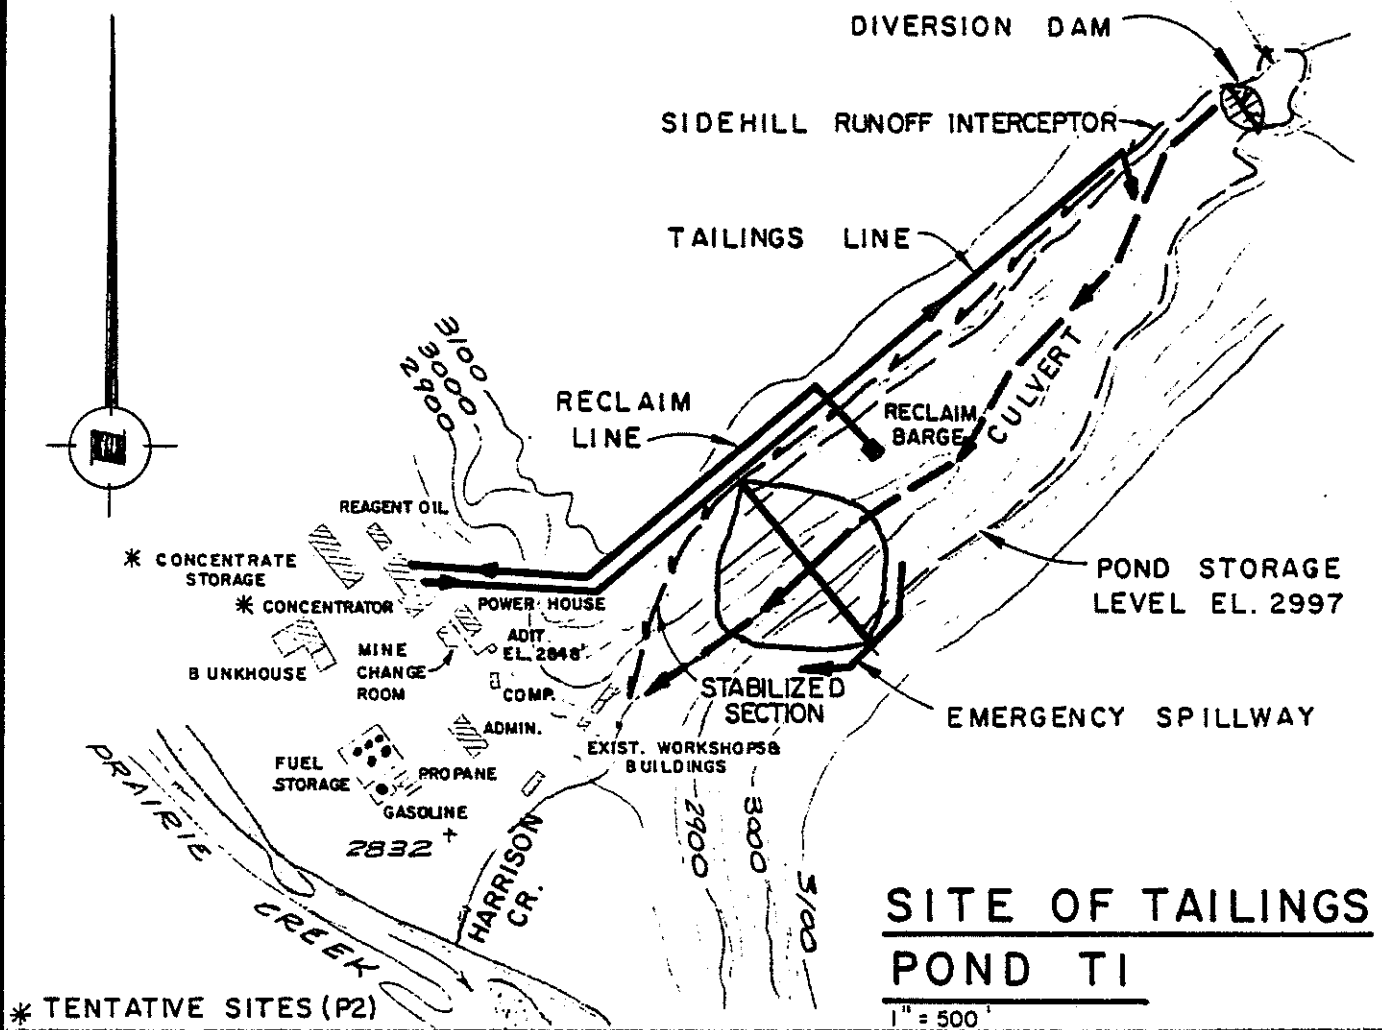 DIVERSION DAM
SIDEHILL RUNOFF INTERCEPTOR
TAILINGS LINE
3100
3000
2900
RECLAIM
LINE
RECLAIM
BARGE
CULVERT
REAGENT OIL
* CONCENTRATE
STORAGE
* CONCENTRATOR
POWER HOUSE
POND STORAGE
LEVEL EL. 2997
BUNKHOUSE
MINE
CHANGE
ROOM
ADIT
EL. 2848'
COMP.
STABILIZED
SECTION
EMERGENCY SPILLWAY
ADMIN.
EXIST. WORKSHOPS &
BUILDINGS
FUEL
STORAGE
PROPANE
GASOLINE
2832 +
PRAIRIE
CREEK
HARRISON
CR.
2900
3000
3100
SITE OF TAILINGS
POND T1
1" = 500'
* TENTATIVE SITES (P2)